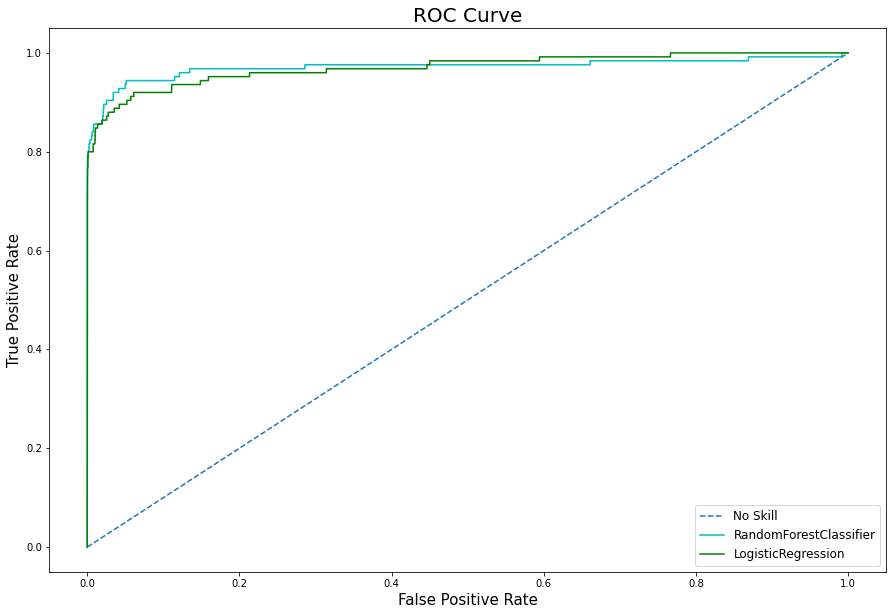 ROC Curve
1.0
0.8
0.6
0.4
0.2
0.0
True Positive Rate
0.0 0.2 0.4 0.6 0.8 1.0
False Positive Rate
No Skill
RandomForestClassifier
LogisticRegression